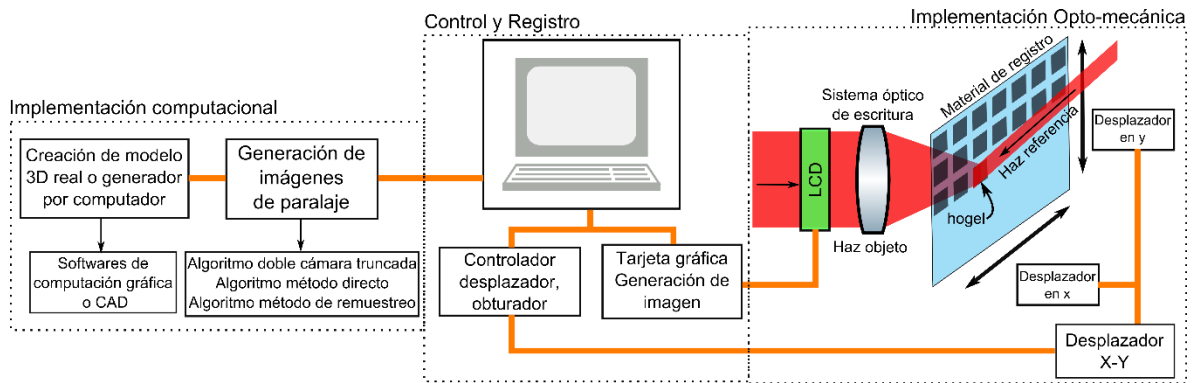 Implementación computacional
Creación de modelo
3D real o generador
por computador
Generación de
imágenes
de paralaje
Softwares de
computación gráfica
o CAD
Algoritmo doble cámara truncada
Algoritmo método directo
Algoritmo método de remuestreo
Control y Registro
Controlador
desplazador,
obturador
Tarjeta gráfica
Generación de
imagen
Implementación Opto-mecánica
LCD
Sistema óptico
de escritura
Haz objeto
Material de registro
Haz referencía
hogel
Desplazador
en y
Desplazador
en x
Desplazador
X-Y